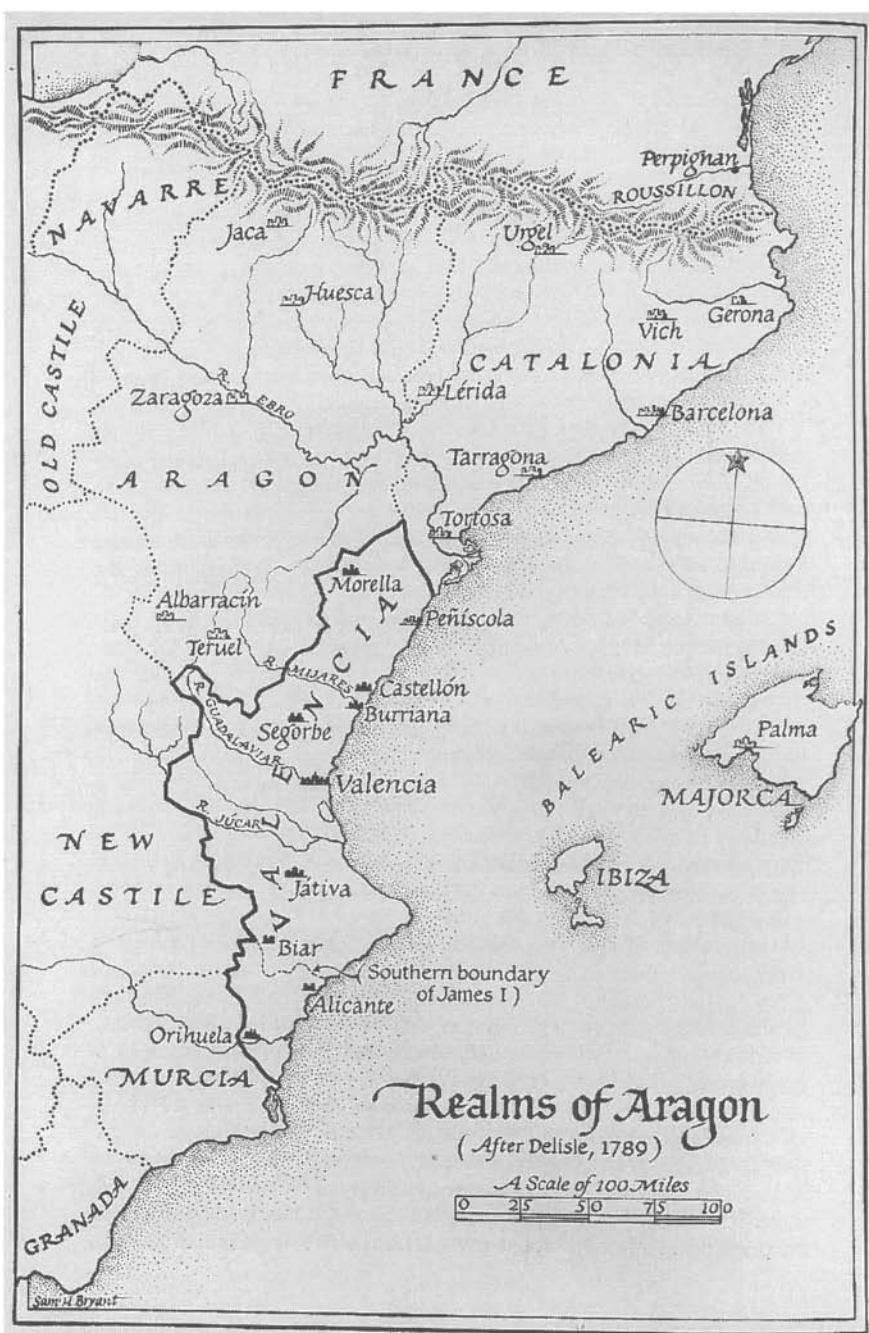 FRANCE
Perpignan
ROUSSILLON
NAVARRE
Jaca
Urgel
Huesca
Gerona
Vich
CATALONIA
OLD CASTILE
Lérida
Zaragoza
R. EBRO
Barcelona
Tarragona
ARAGON
Tortosa
Morella
Albarracín
Peñíscola
Teruel
R. MIJARES
Castellón
Burriana
R. GUADALAVIAR
Segorbe
VALENCIA
Valencia
BALEARIC ISLANDS
Palma
MAJORCA
R. JÚCAR
NEW
CASTILE
Játiva
IBIZA
Biar
(Southern boundary
of James I)
Alicante
Orihuela
MURCIA
Realms of Aragon
(After Delisle, 1789)
A Scale of 100 Miles
0 25 50 75 100
GRANADA
Sam H Bryant